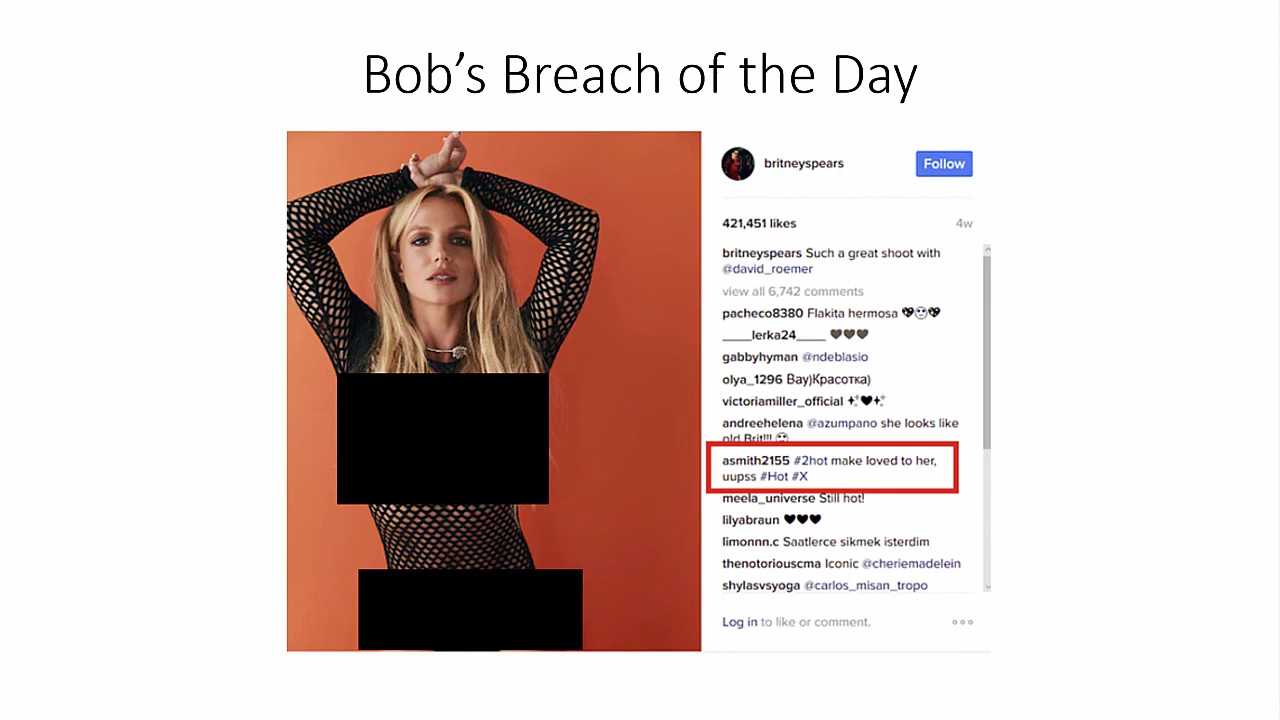 Bob's Breach of the Day
britneyspears
Follow
421,451 likes
4w
britneyspears Such a great shoot with
@david_roemer
view all 6,742 comments
pacheco8380 Flakita hermosa 💖😍💖
____lerka24____ 🖤🖤🖤
gabbyhyman @ndeblasio
olya_1296 Вау)Красотка)
victoriamiller_official ✨🖤✨
andreehelena @azumpano she looks like
old Brit!!! 🙂
asmith2155 #2hot make loved to her,
uupss #Hot #X
meela_universe Still hot!
lilyabraun 🖤🖤🖤
limonnn.c Saatlerce sikmek isterdim
thenotoriouscma Iconic @cheriemadelein
shylasvsyoga @carlos_misan_tropo
Log in to like or comment.